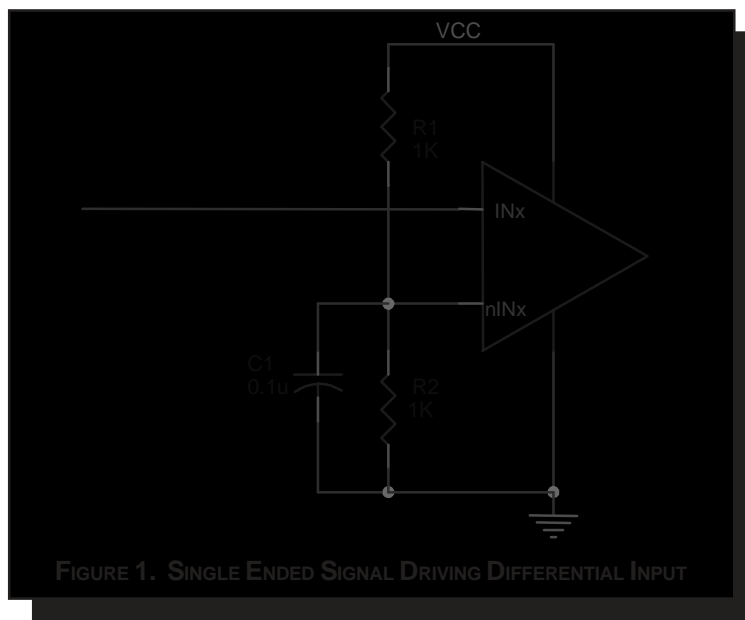 VCC
R1
1K
INx
nINx
C1
0.1u
R2
1K
FIGURE 1. SINGLE ENDED SIGNAL DRIVING DIFFERENTIAL INPUT